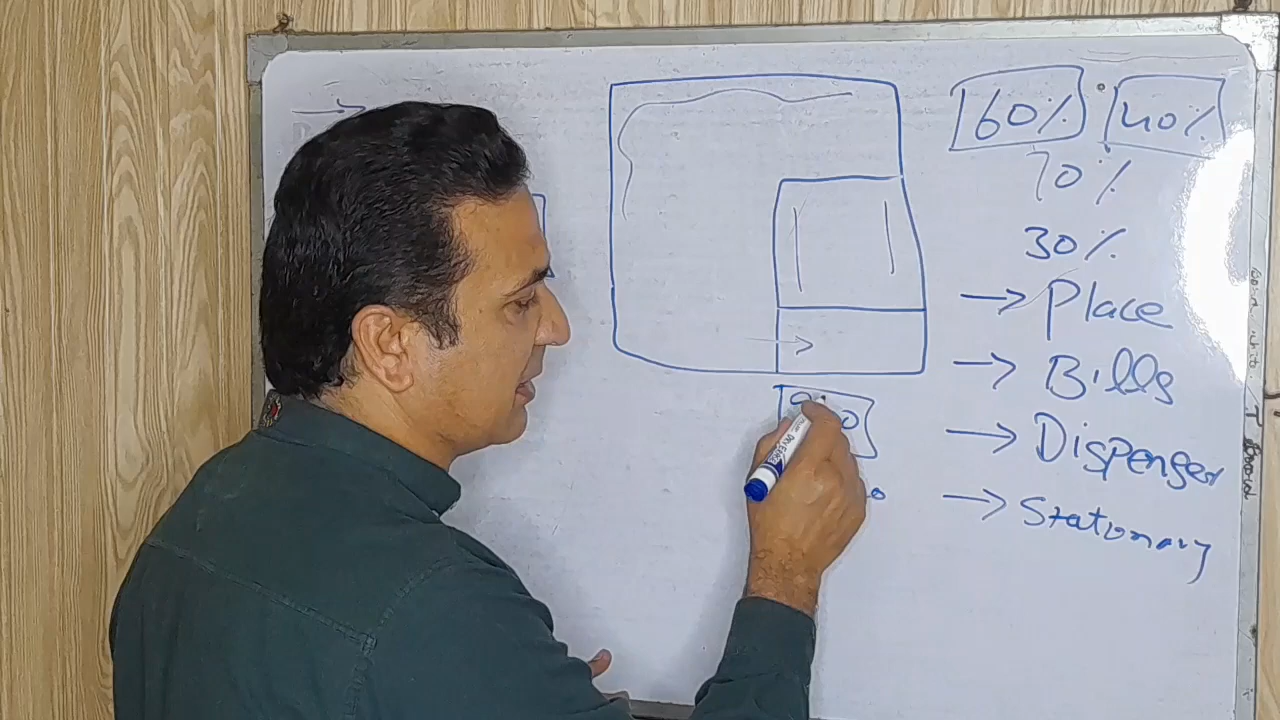 60% 40%
70%
30%
→ Place
→ Bills
→ Dispenser
→ Stationary